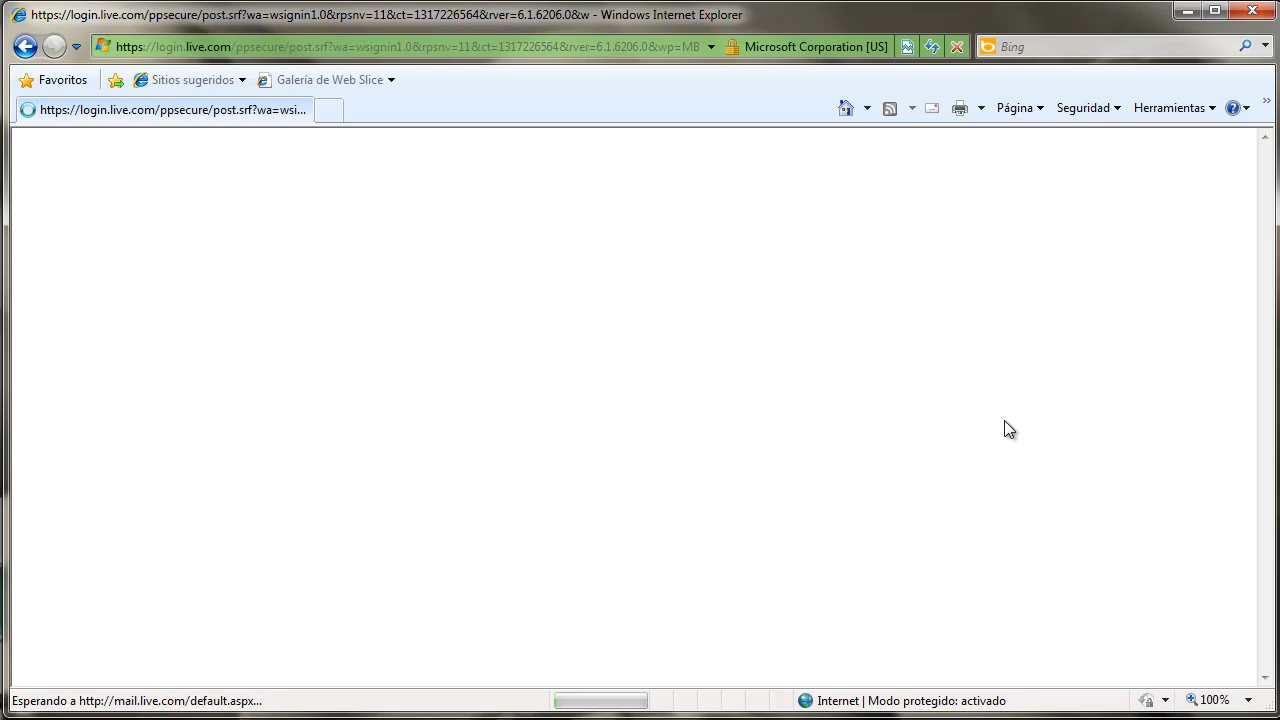 https://login.live.com/ppsecure/post.srf?wa=wsignin1.0&rpsnv=11&ct=1317226564&rver=6.1.6206.0&w - Windows Internet Explorer
https://login.live.com/ppsecure/post.srf?wa=wsignin1.0&rpsnv=11&ct=1317226564&rver=6.1.6206.0&wp=MB
Microsoft Corporation [US]
Bing
Favoritos
Sitios sugeridos
Galería de Web Slice
https://login.live.com/ppsecure/post.srf?wa=wsi...
Página
Seguridad
Herramientas
Esperando a http://mail.live.com/default.aspx...
Internet | Modo protegido: activado
100%